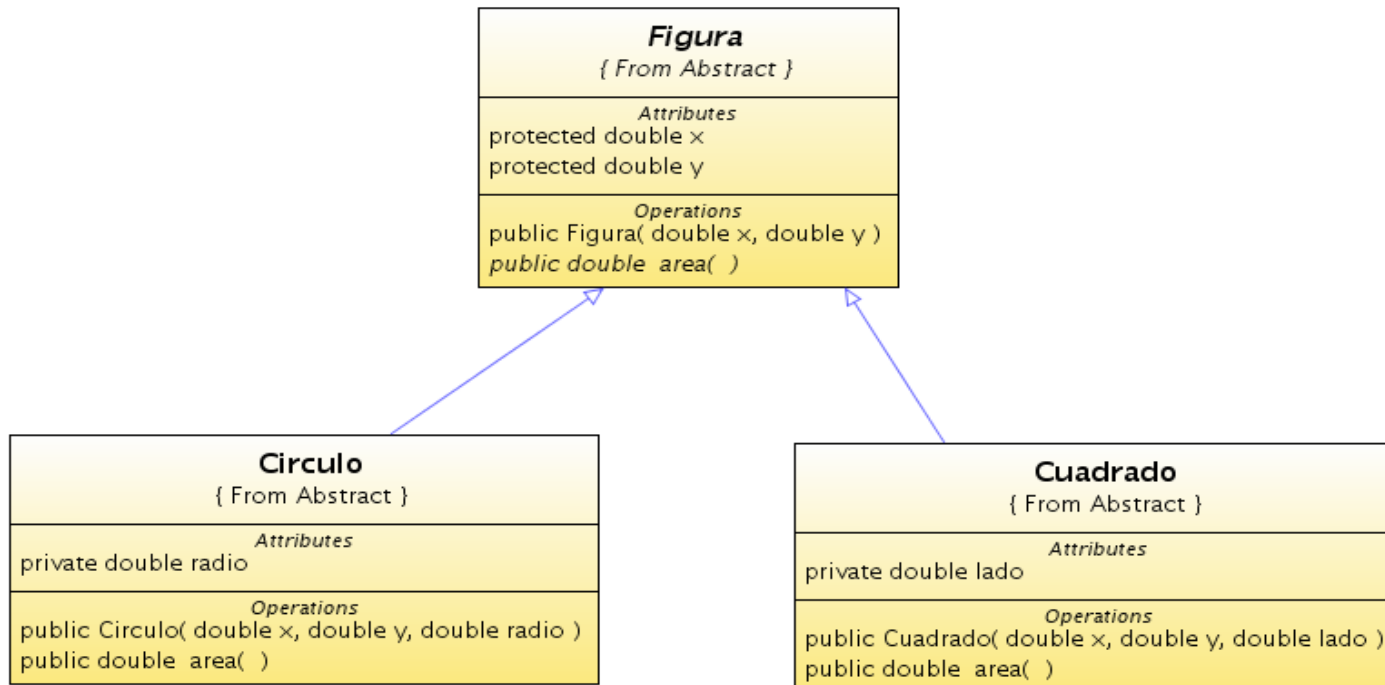 Figura
{ From Abstract }
Attributes
protected double x
protected double y
Operations
public Figura( double x, double y )
public double area( )
Circulo
{ From Abstract }
Attributes
private double radio
Operations
public Circulo( double x, double y, double radio )
public double area( )
Cuadrado
{ From Abstract }
Attributes
private double lado
Operations
public Cuadrado( double x, double y, double lado )
public double area( )